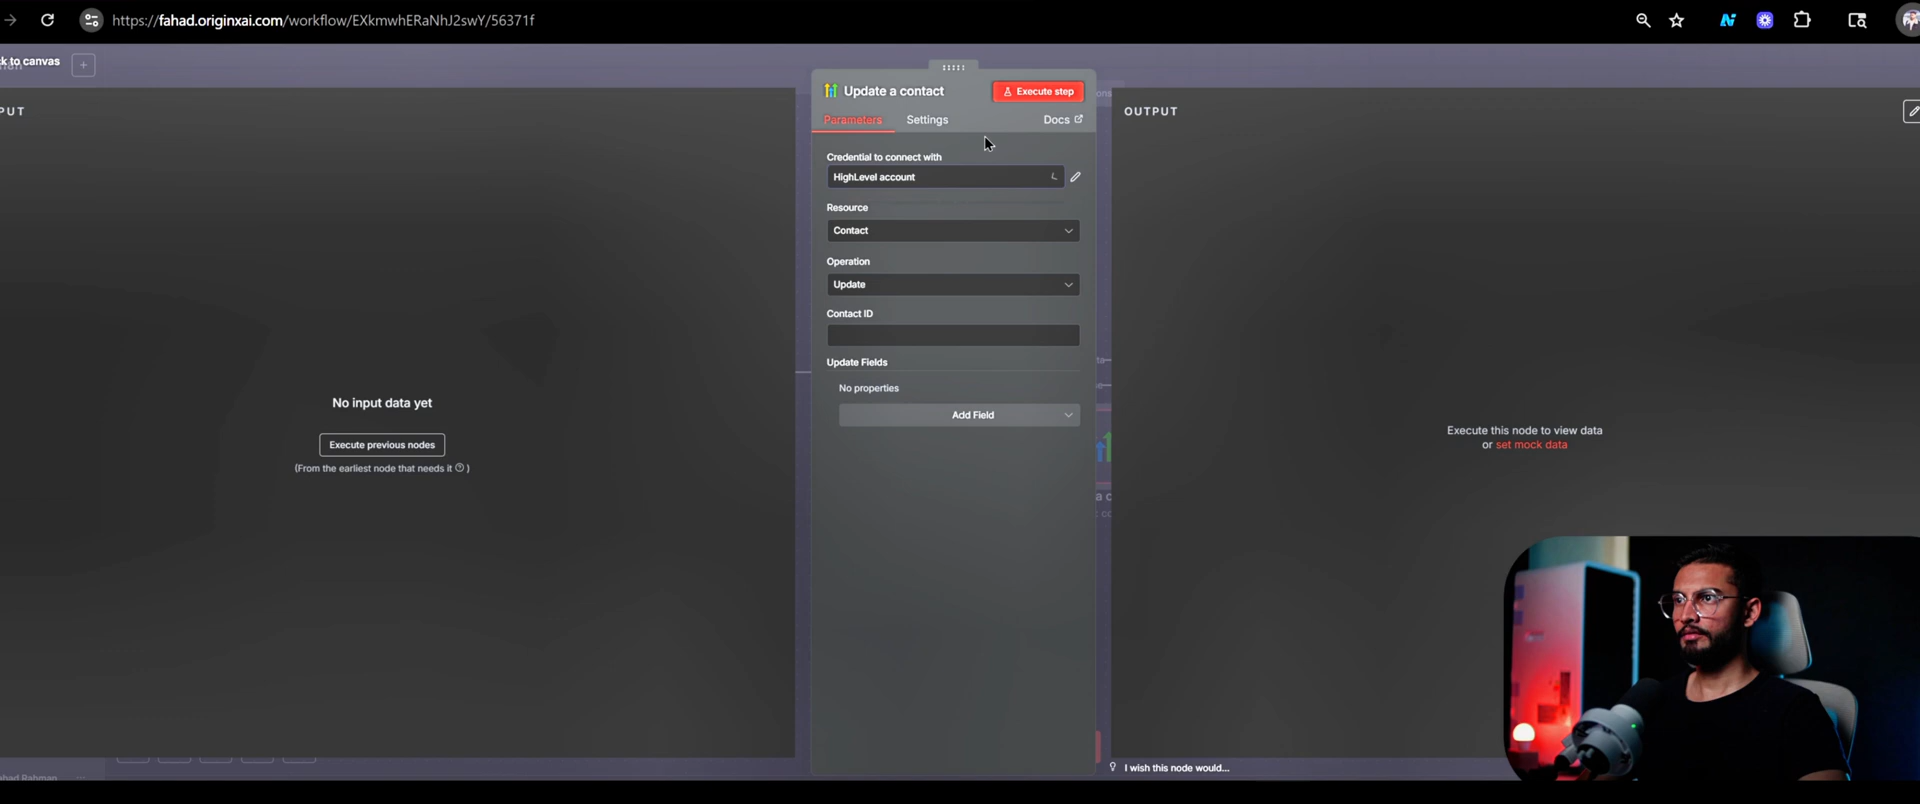 https://fahad.originxai.com/workflow/EXkmwhERaNhJ2swY/56371f
k to canvas
PUT
Update a contact
Execute step
OUTPUT
Parameters
Settings
Docs
Credential to connect with
HighLevel account
Resource
Contact
Operation
Update
Contact ID
Update Fields
No properties
Add Field
No input data yet
Execute previous nodes
(From the earliest node that needs it ? )
Execute this node to view data
or set mock data
I wish this node would...
ahad Rahman